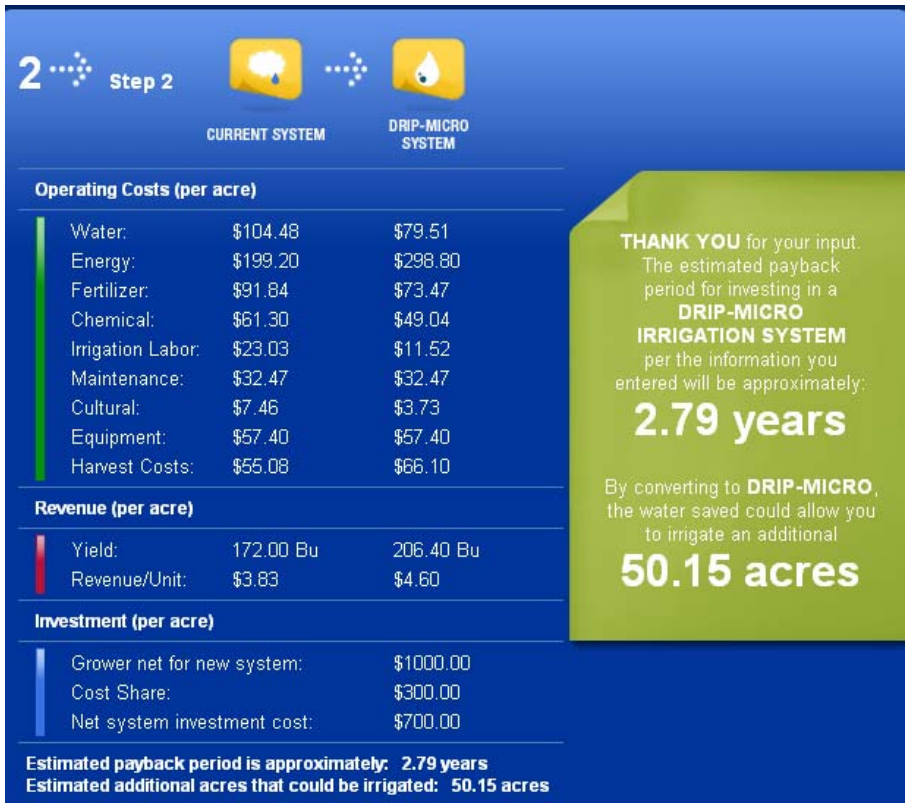 2 Step 2
CURRENT SYSTEM
DRIP-MICRO
SYSTEM
Operating Costs (per acre)
Water: $104.48 $79.51
Energy: $199.20 $298.80
Fertilizer: $91.84 $73.47
Chemical: $61.30 $49.04
Irrigation Labor: $23.03 $11.52
Maintenance: $32.47 $32.47
Cultural: $7.46 $3.73
Equipment: $57.40 $57.40
Harvest Costs: $55.08 $66.10
Revenue (per acre)
Yield: 172.00 Bu 206.40 Bu
Revenue/Unit: $3.83 $4.60
Investment (per acre)
Grower net for new system: $1000.00
Cost Share: $300.00
Net system investment cost: $700.00
Estimated payback period is approximately: 2.79 years
Estimated additional acres that could be irrigated: 50.15 acres
THANK YOU for your input.
The estimated payback
period for investing in a
DRIP-MICRO
IRRIGATION SYSTEM
per the information you
entered will be approximately:
2.79 years
By converting to DRIP-MICRO,
the water saved could allow you
to irrigate an additional
50.15 acres